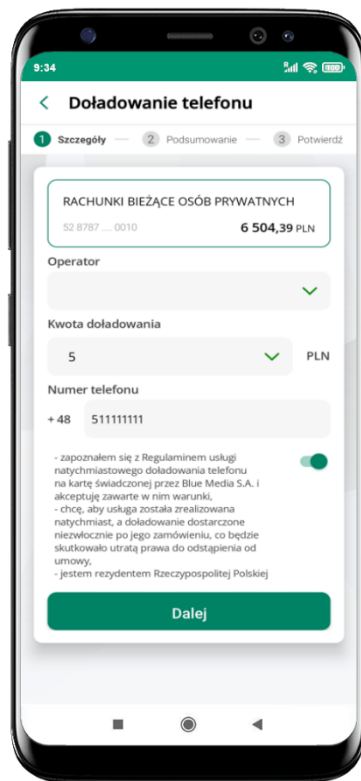 9:34
Doładowanie telefonu
1 Szczegóły 2 Podsumowanie 3 Potwierdź
RACHUNKI BIEŻĄCE OSÓB PRYWATNYCH
52 8787 .... 0010 6 504,39 PLN
Operator
Kwota doładowania
5 PLN
Numer telefonu
+ 48 511111111
- zapoznałem się z Regulaminem usługi
natychmiastowego doładowania telefonu
na kartę świadczonej przez Blue Media S.A. i
akceptuję zawarte w nim warunki,
- chcę, aby usługa została zrealizowana
natychmiast, a doładowanie dostarczone
niezwłocznie po jego zamówieniu, co będzie
skutkowało utratą prawa do odstąpienia od
umowy,
- jestem rezydentem Rzeczypospolitej Polskiej
Dalej